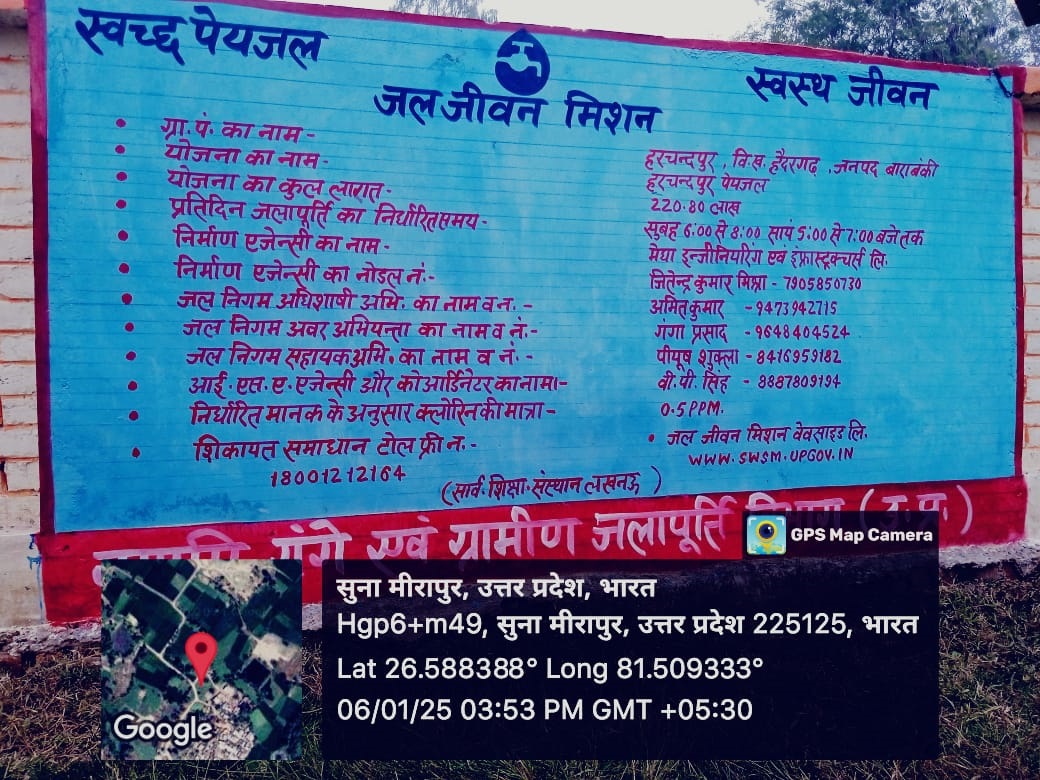 स्वच्छ पेयजल
स्वस्थ जीवन
जल जीवन मिशन
• ग्रा.पं. का नाम - हरचन्दपुर, वि.ख. हैदरगढ़, जनपद बाराबंकी
• योजना का नाम - हरचन्दपुर पेयजल
• योजना का कुल लागत - 220.80 लाख
• प्रतिदिन जलापूर्ति का निर्धारित समय - सुबह 6:00 से 8:00 सायं 5:00 से 7:00 बजे तक
• निर्माण एजेन्सी का नाम - मेघा इन्जीनियरिंग एवं इंफ्रास्ट्रक्चर्स लि.
• निर्माण एजेन्सी का नोडल नं. - जितेन्द्र कुमार मिश्रा - 7905850730
• जल निगम अधिशाषी अभि. का नाम व न. - अमित कुमार - 9473942715
• जल निगम अवर अभियन्ता का नाम व नं. - गंगा प्रसाद - 9648404524
• जल निगम सहायक अभि. का नाम व नं. - पीयूष शुक्ला - 8416959182
• आई.एस.ए. एजेन्सी और कोआर्डिनेटर का नाम - वी.पी. सिंह - 8887809194
• निर्धारित मानक के अनुसार क्लोरिन की मात्रा - 0.5 PPM.
• शिकायत समाधान टोल फ्री न. - 18001212164
• जल जीवन मिशन वेवसाइड लि.
WWW.SWSM.UPGOV.IN
(सार्व. शिक्षा. संस्थान लखनऊ)
गंगे एवं ग्रामीण जलापूर्ति विभाग (उ.प्र.)
GPS Map Camera
सुना मीरापुर, उत्तर प्रदेश, भारत
Hgp6+m49, सुना मीरापुर, उत्तर प्रदेश 225125, भारत
Lat 26.588388° Long 81.509333°
06/01/25 03:53 PM GMT +05:30
Google